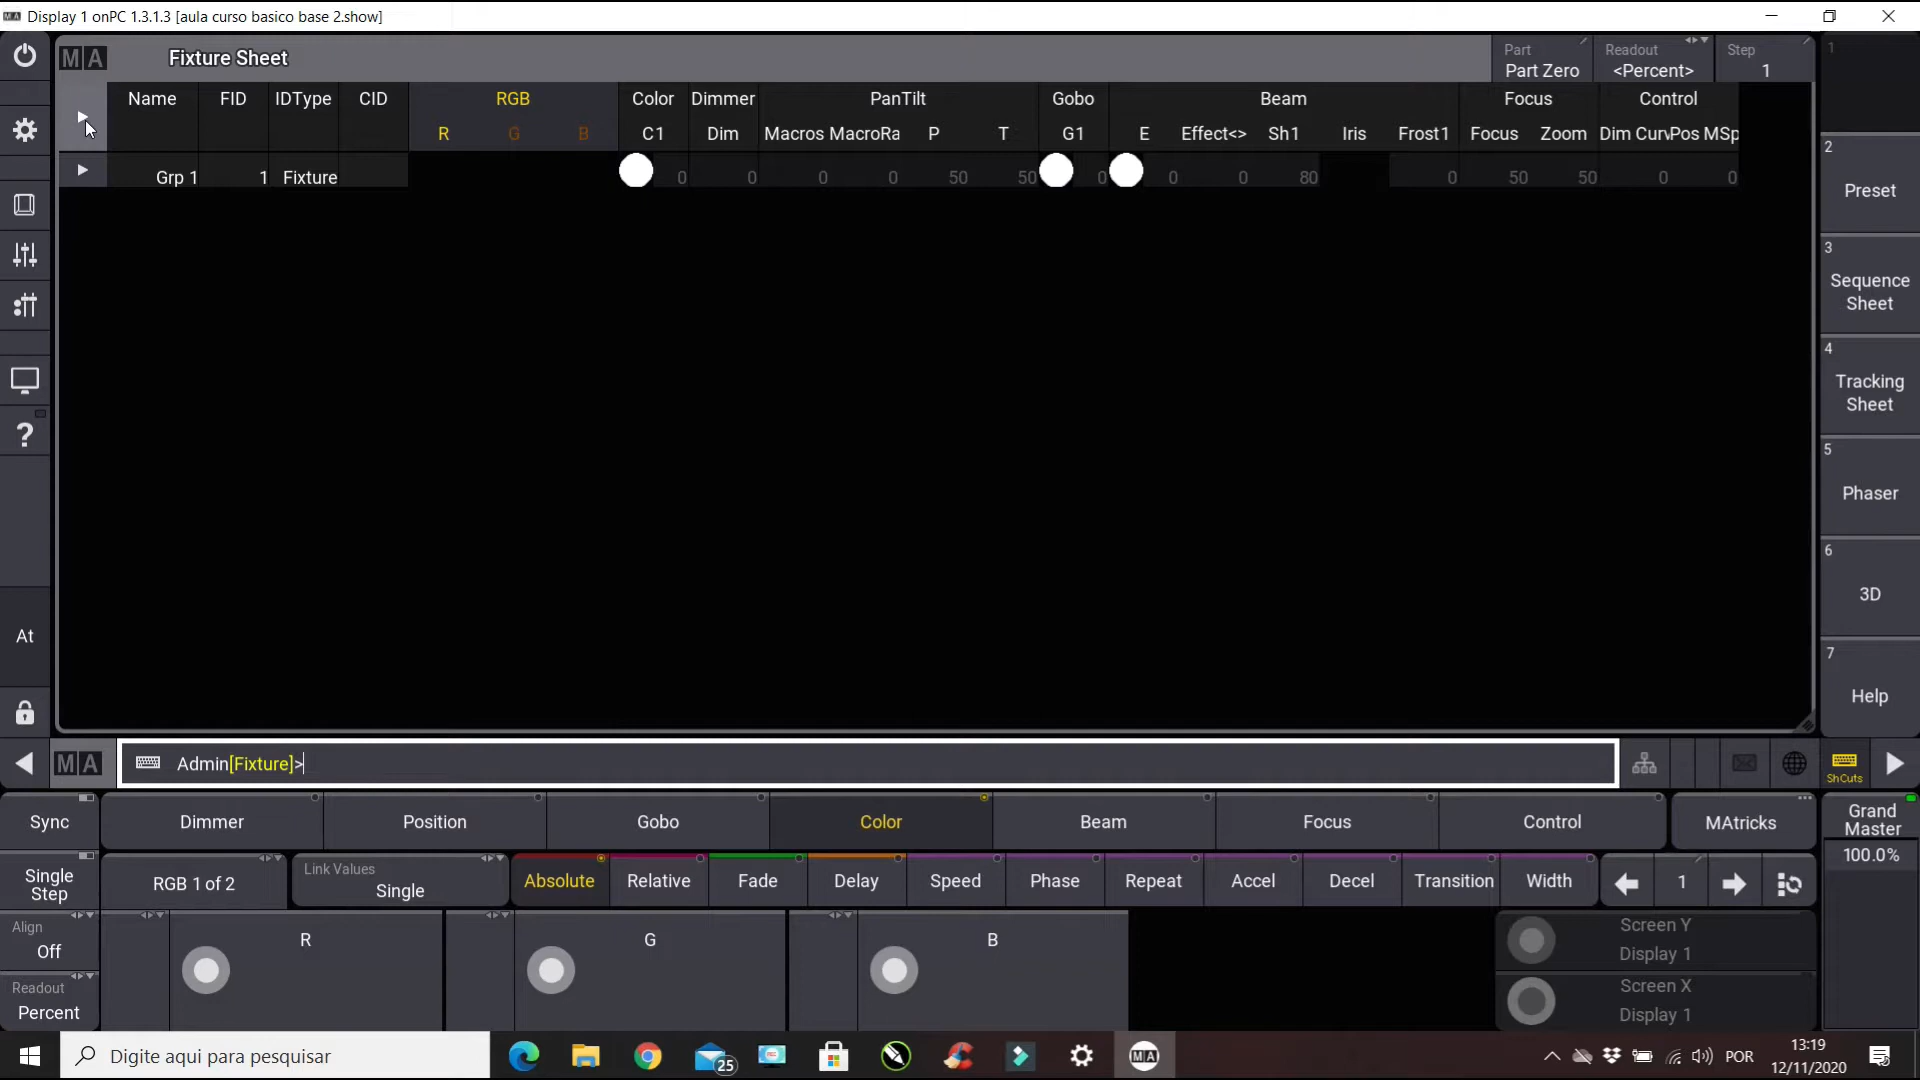 Display 1 onPC 1.3.1.3 [aula curso basico base 2.show]
MA Fixture Sheet
Part Part Zero
Readout <Percent>
Step 1
1
Name FID IDType CID RGB Color Dimmer PanTilt Gobo Beam Focus Control
R G B C1 Dim Macros MacroRa P T G1 E Effect<> Sh1 Iris Frost1 Focus Zoom Dim Curv Pos MSp
Grp 1 1 Fixture 0 0 0 0 50 50 0 0 0 80 0 50 50 0 0
2
Preset
3
Sequence
Sheet
4
Tracking
Sheet
5
Phaser
6
3D
7
Help
?
At
MA Admin[Fixture]>
ShCuts
Sync Dimmer Position Gobo Color Beam Focus Control MAtricks Grand
Master
100.0%
Single
Step
RGB 1 of 2
Link Values
Single
Absolute Relative Fade Delay Speed Phase Repeat Accel Decel Transition Width 1
Align
Off
R G B
Screen Y
Display 1
Readout
Percent
Screen X
Display 1
Digite aqui para pesquisar
25
MA
POR
13:19
12/11/2020